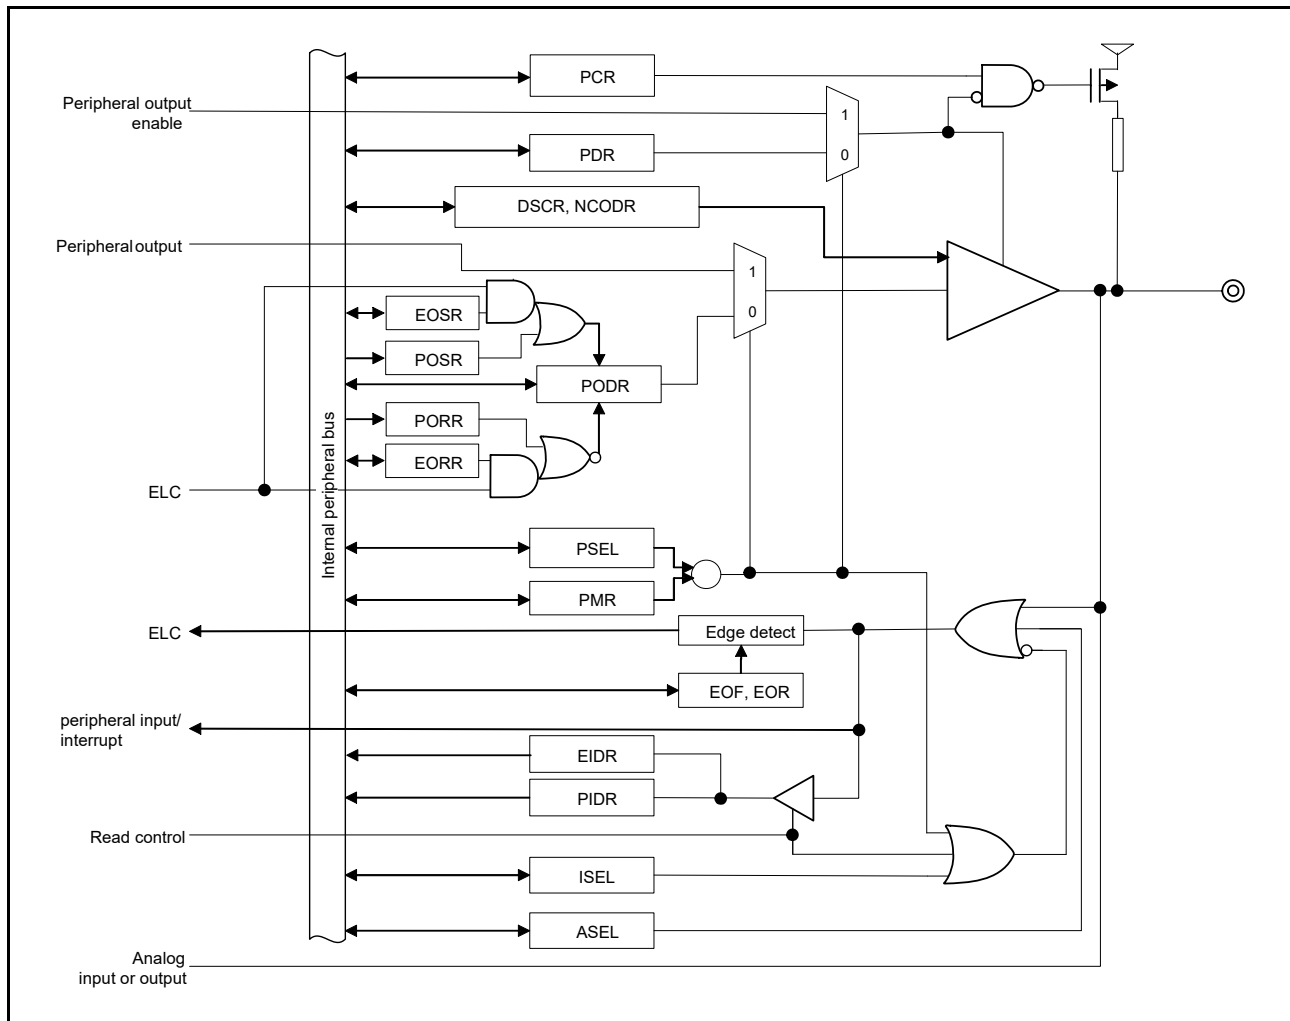 PCR
Peripheral output
enable
1
0
PDR
DSCR, NCODR
Peripheral output
1
0
EOSR
POSR
PODR
PORR
EORR
Internal peripheral bus
ELC
PSEL
PMR
ELC
Edge detect
EOF, EOR
peripheral input/
interrupt
EIDR
PIDR
Read control
ISEL
ASEL
Analog
input or output